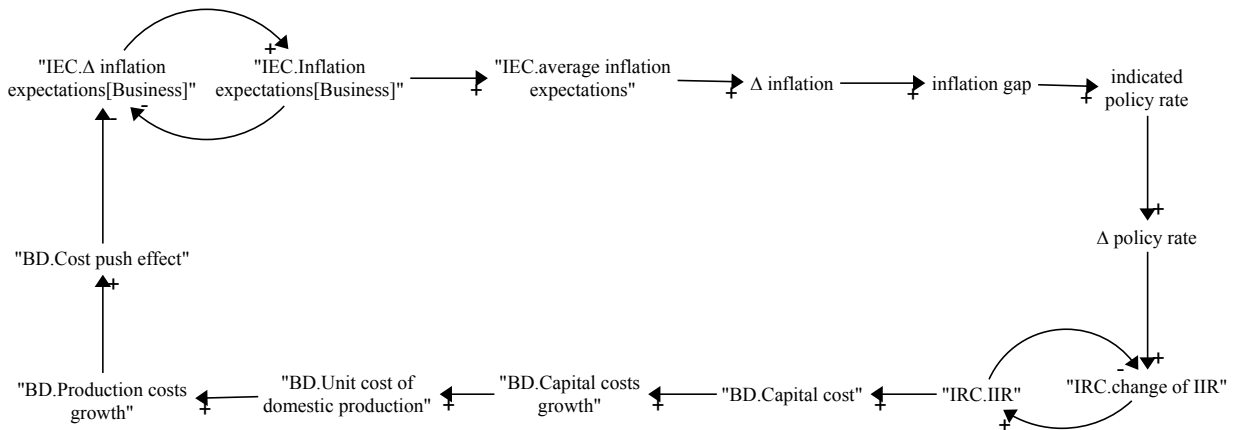 "IEC.Δ inflation
expectations[Business]"
"IEC.Inflation
expectations[Business]"
"IEC.average inflation
expectations"
Δ inflation
inflation gap
indicated
policy rate
Δ policy rate
"IRC.change of IIR"
"IRC.IIR"
"BD.Capital cost"
"BD.Capital costs
growth"
"BD.Unit cost of
domestic production"
"BD.Production costs
growth"
"BD.Cost push effect"
+
-
-
+
+
+
+
+
+
-
+
+
+
+
+
+